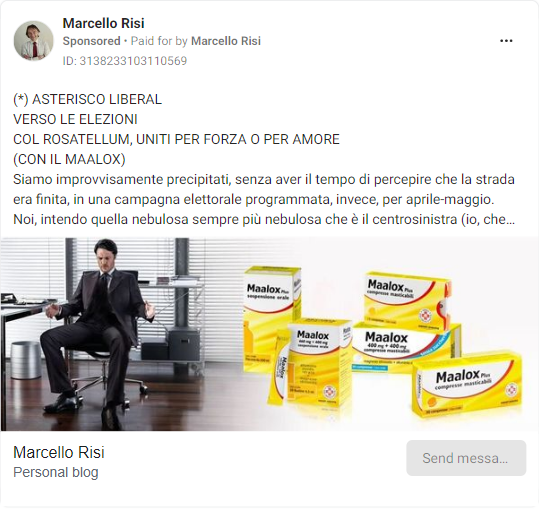 Marcello Risi
Sponsored • Paid for by Marcello Risi
ID: 3138233103110569
(*) ASTERISCO LIBERAL
VERSO LE ELEZIONI
COL ROSATELLUM, UNITI PER FORZA O PER AMORE
(CON IL MAALOX)
Siamo improvvisamente precipitati, senza aver il tempo di percepire che la strada
era finita, in una campagna elettorale programmata, invece, per aprile-maggio.
Noi, intendo quella nebulosa sempre più nebulosa che è il centrosinistra (io, che...
Maalox Plus
sospensione orale
Maalox
sospensione orale
Maalox Plus
compresse masticabili
Maalox
400 mg + 400 mg
compresse masticabili
Maalox Plus
compresse masticabili
Marcello Risi
Personal blog
Send messa...